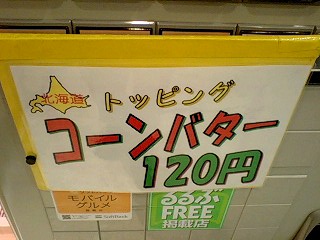 北海道
トッピング
コーンバター
120円
モバイル
グルメ
SoftBank
るるぶ
FREE
掲載店